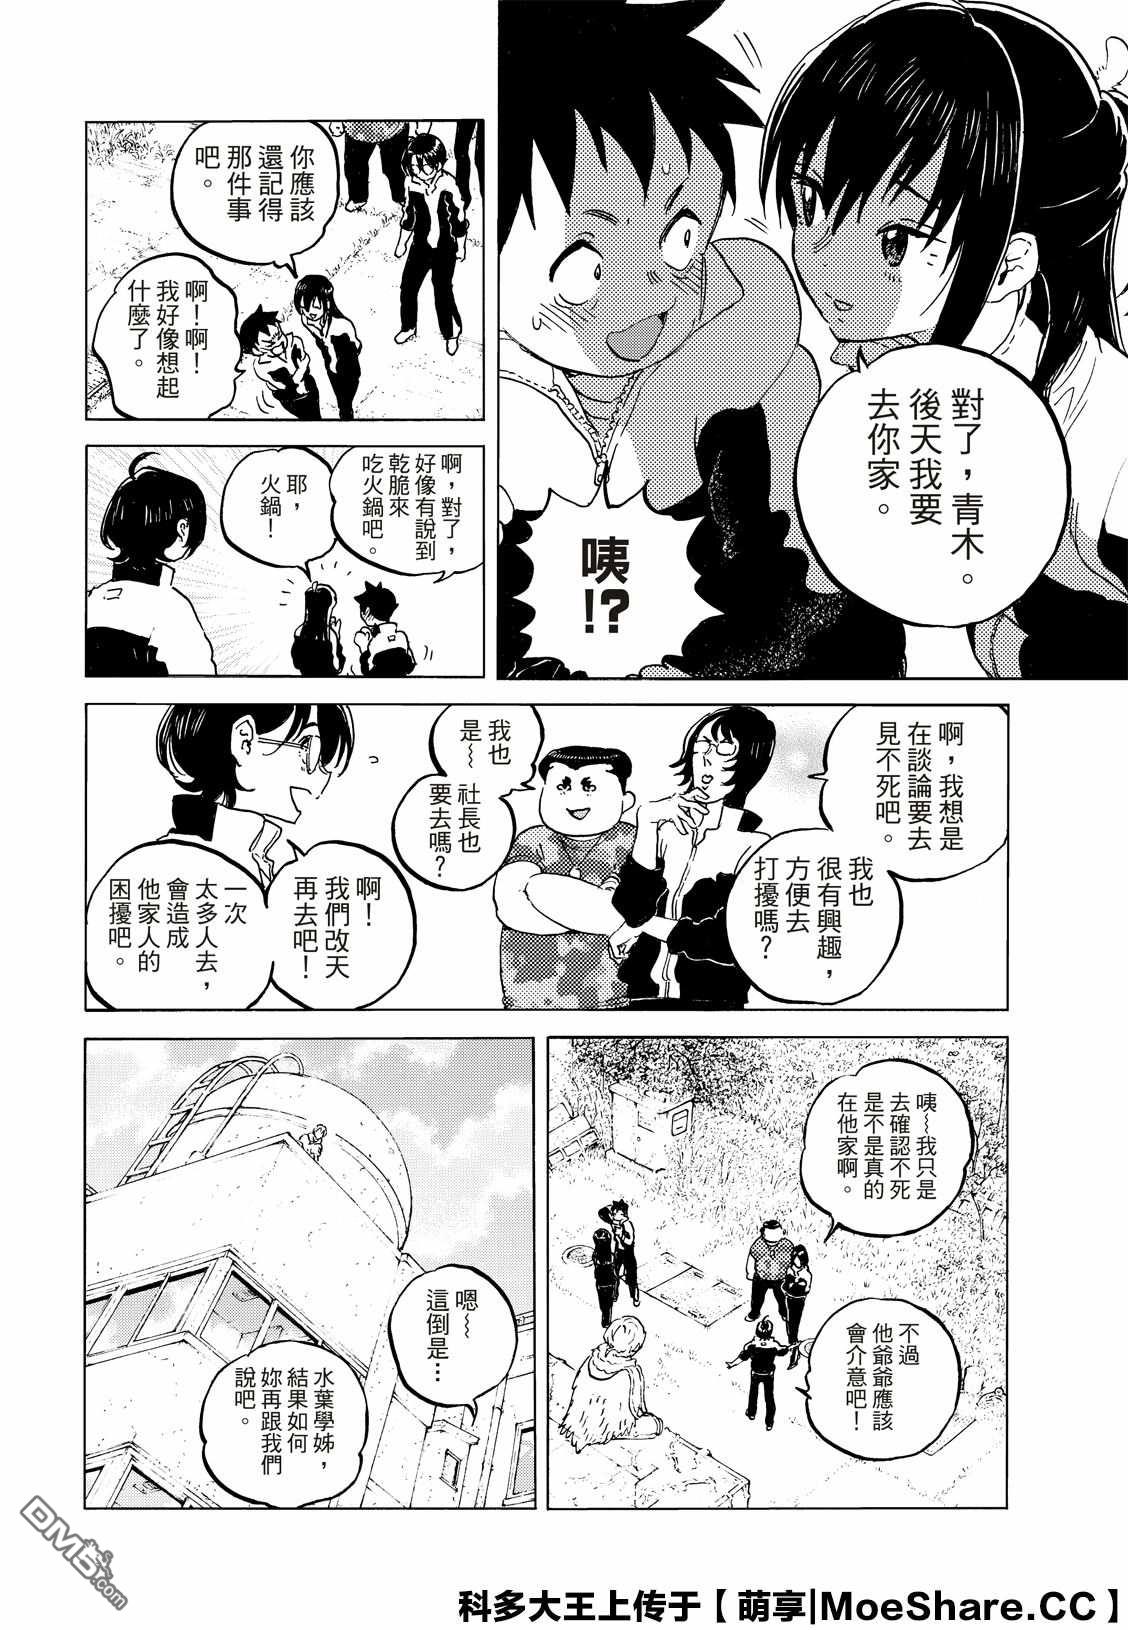 對了，青木。
後天我要
去你家。
咦!?
你應該
還記得
那件事
吧。
啊！啊！
我好像想起
什麼了。
啊，對了，
好像有說到
乾脆來
吃火鍋吧。
耶，
火鍋！
啊，我想是
在談論要去
見不死吧。
我也
很有興趣，
方便去
打擾嗎？
我也
是～
社長也
要去嗎？
啊！
我們改天
再去吧！
一次
太多人去，
會造成
他家人的
困擾吧。
咦～我只是
去確認不死
是不是真的
在他家啊。
不過
他爺爺應該
會介意吧！
嗯～
這倒是…
水葉學姊，
結果如何
妳再跟我們
說吧。
DM5.com
科多大王上传于【萌享|MoeShare.CC】